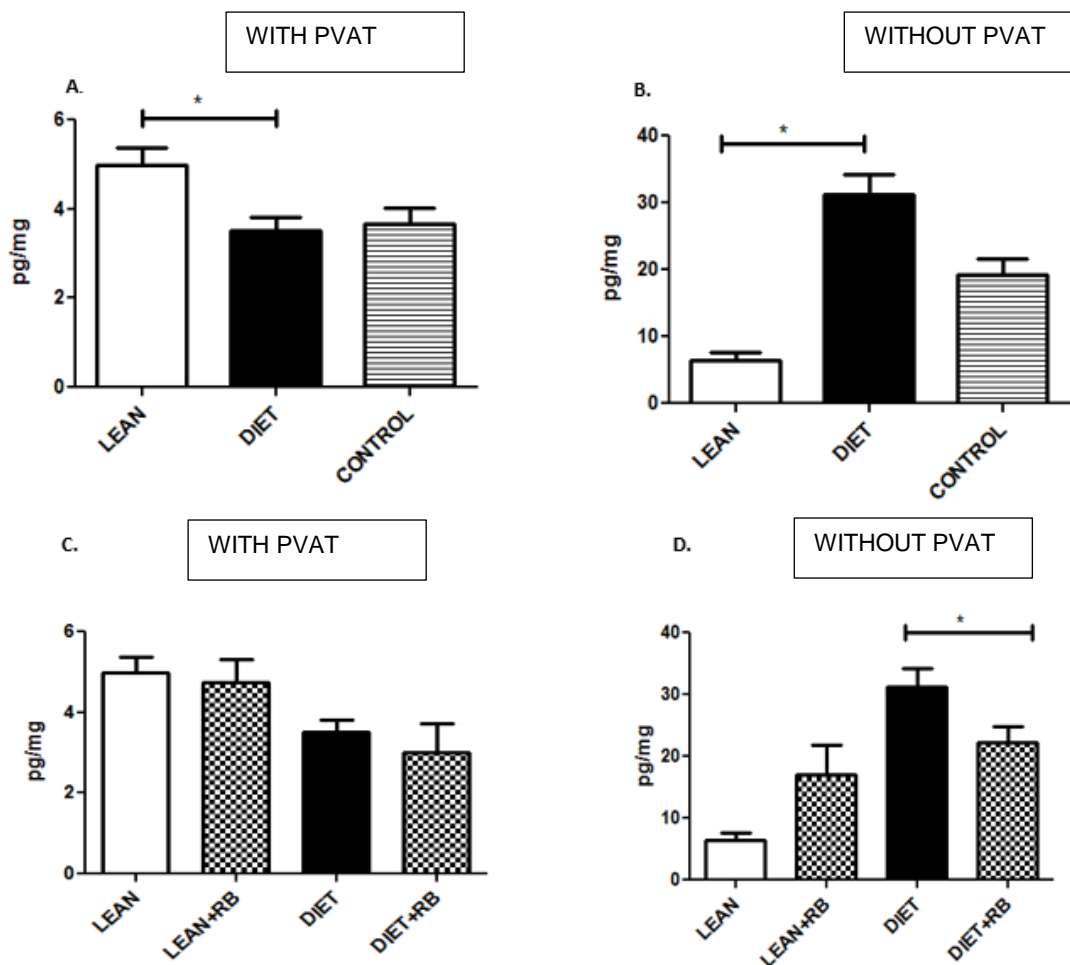 WITH PVAT
A.
*
6
4
2
0
pg/mg
LEAN
DIET
CONTROL
WITHOUT PVAT
B.
*
40
30
20
10
0
pg/mg
LEAN
DIET
CONTROL
WITH PVAT
C.
6
4
2
0
pg/mg
LEAN
LEAN+RB
DIET
DIET+RB
WITHOUT PVAT
D.
*
40
30
20
10
0
pg/mg
LEAN
LEAN+RB
DIET
DIET+RB